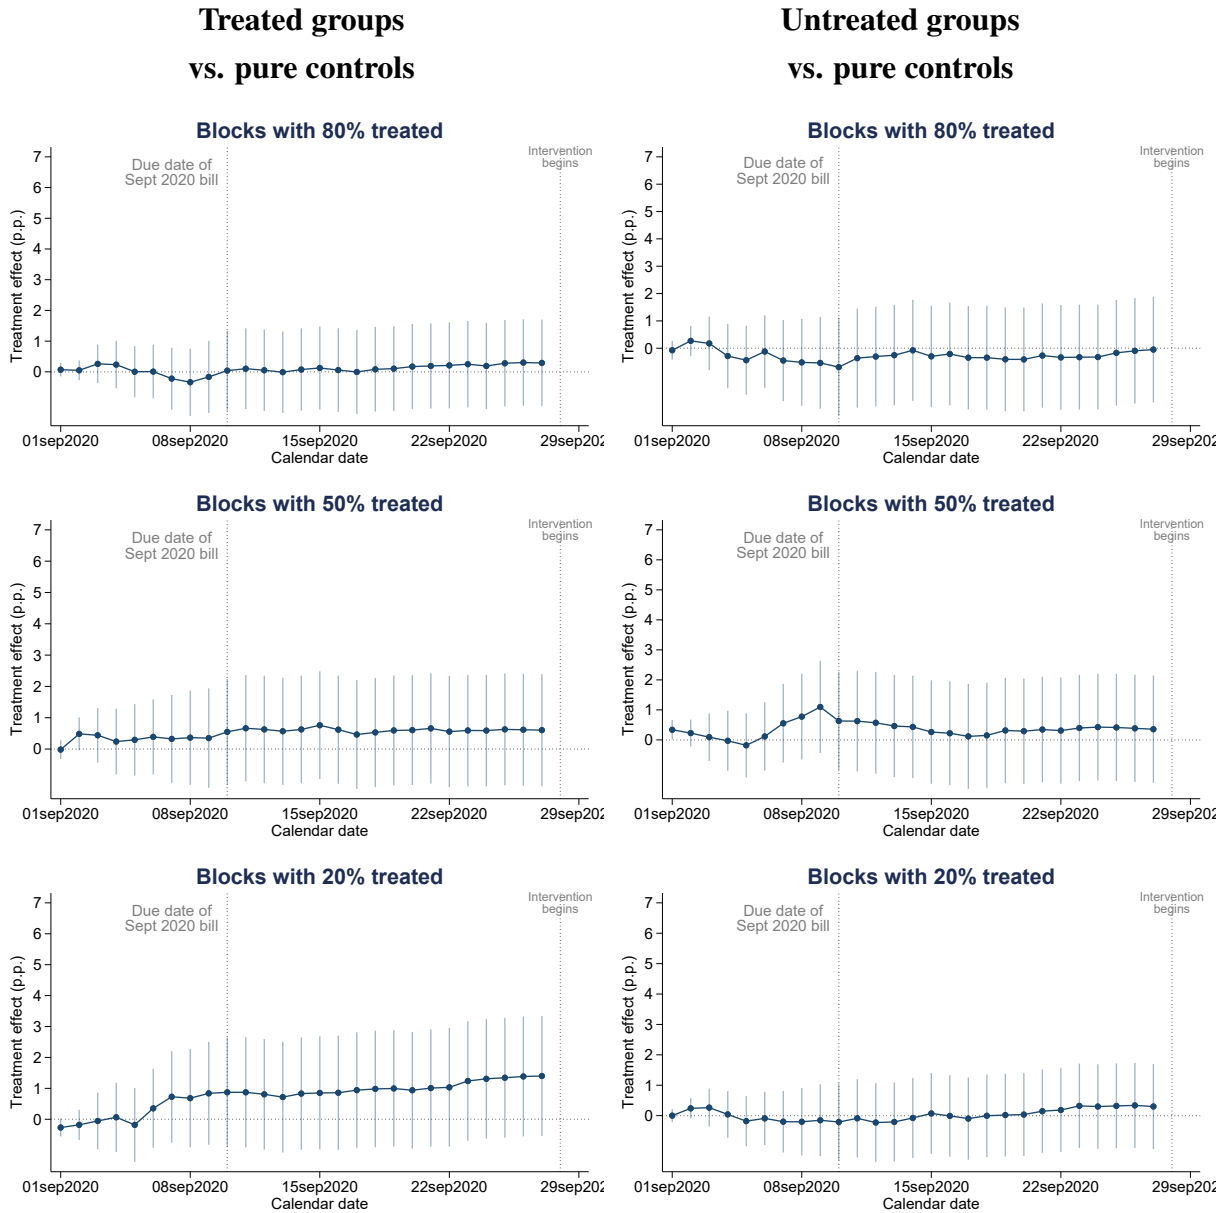 Treated groups
vs. pure controls
Untreated groups
vs. pure controls
Blocks with 80% treated
Treatment effect (p.p.)
7
6
5
4
3
2
1
0
Due date of
Sept 2020 bill
Intervention
begins
01sep2020 08sep2020 15sep2020 22sep2020 29sep202
Calendar date
Blocks with 80% treated
Treatment effect (p.p.)
7
6
5
4
3
2
1
0
Due date of
Sept 2020 bill
Intervention
begins
01sep2020 08sep2020 15sep2020 22sep2020 29sep202
Calendar date
Blocks with 50% treated
Treatment effect (p.p.)
7
6
5
4
3
2
1
0
Due date of
Sept 2020 bill
Intervention
begins
01sep2020 08sep2020 15sep2020 22sep2020 29sep202
Calendar date
Blocks with 50% treated
Treatment effect (p.p.)
7
6
5
4
3
2
1
0
Due date of
Sept 2020 bill
Intervention
begins
01sep2020 08sep2020 15sep2020 22sep2020 29sep202
Calendar date
Blocks with 20% treated
Treatment effect (p.p.)
7
6
5
4
3
2
1
0
Due date of
Sept 2020 bill
Intervention
begins
01sep2020 08sep2020 15sep2020 22sep2020 29sep202
Calendar date
Blocks with 20% treated
Treatment effect (p.p.)
7
6
5
4
3
2
1
0
Due date of
Sept 2020 bill
Intervention
begins
01sep2020 08sep2020 15sep2020 22sep2020 29sep202
Calendar date